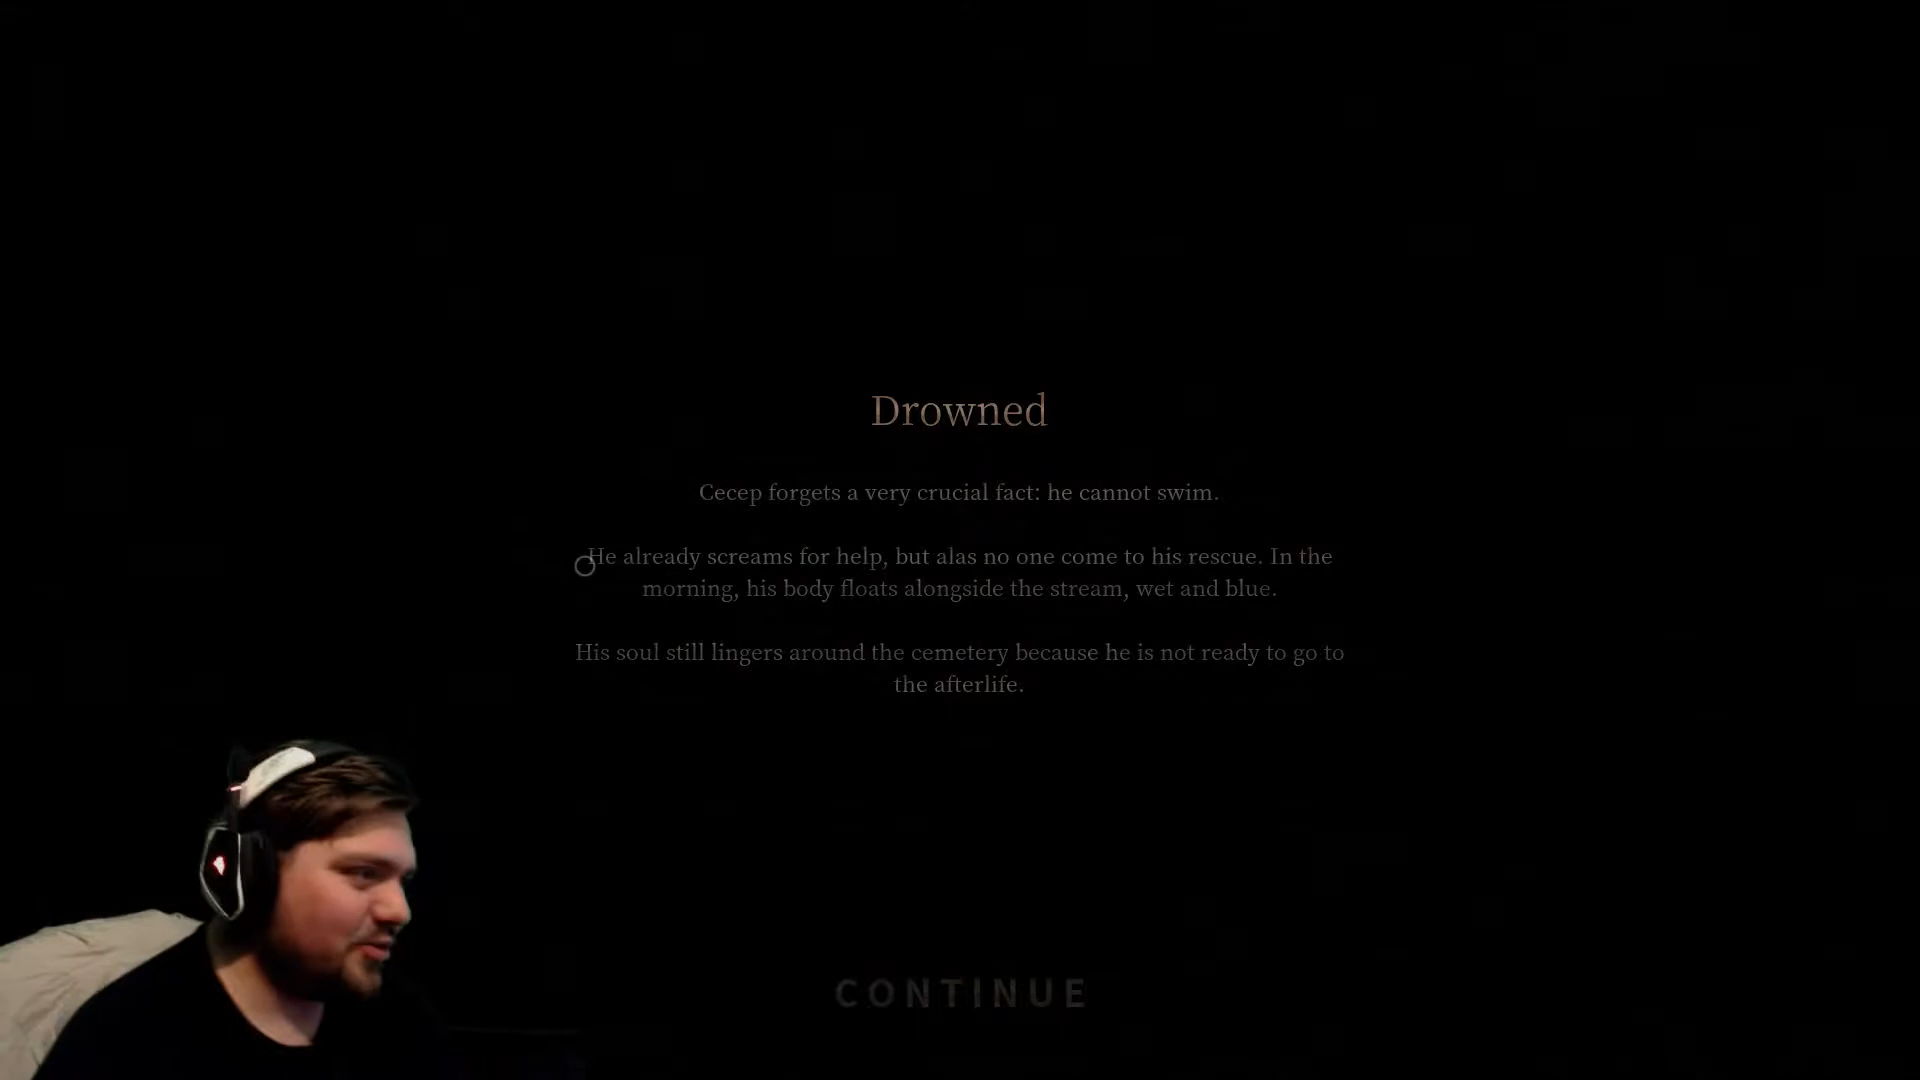 Drowned
Cecep forgets a very crucial fact: he cannot swim.
He already screams for help, but alas no one come to his rescue. In the
morning, his body floats alongside the stream, wet and blue.
His soul still lingers around the cemetery because he is not ready to go to
the afterlife.
CONTINUE